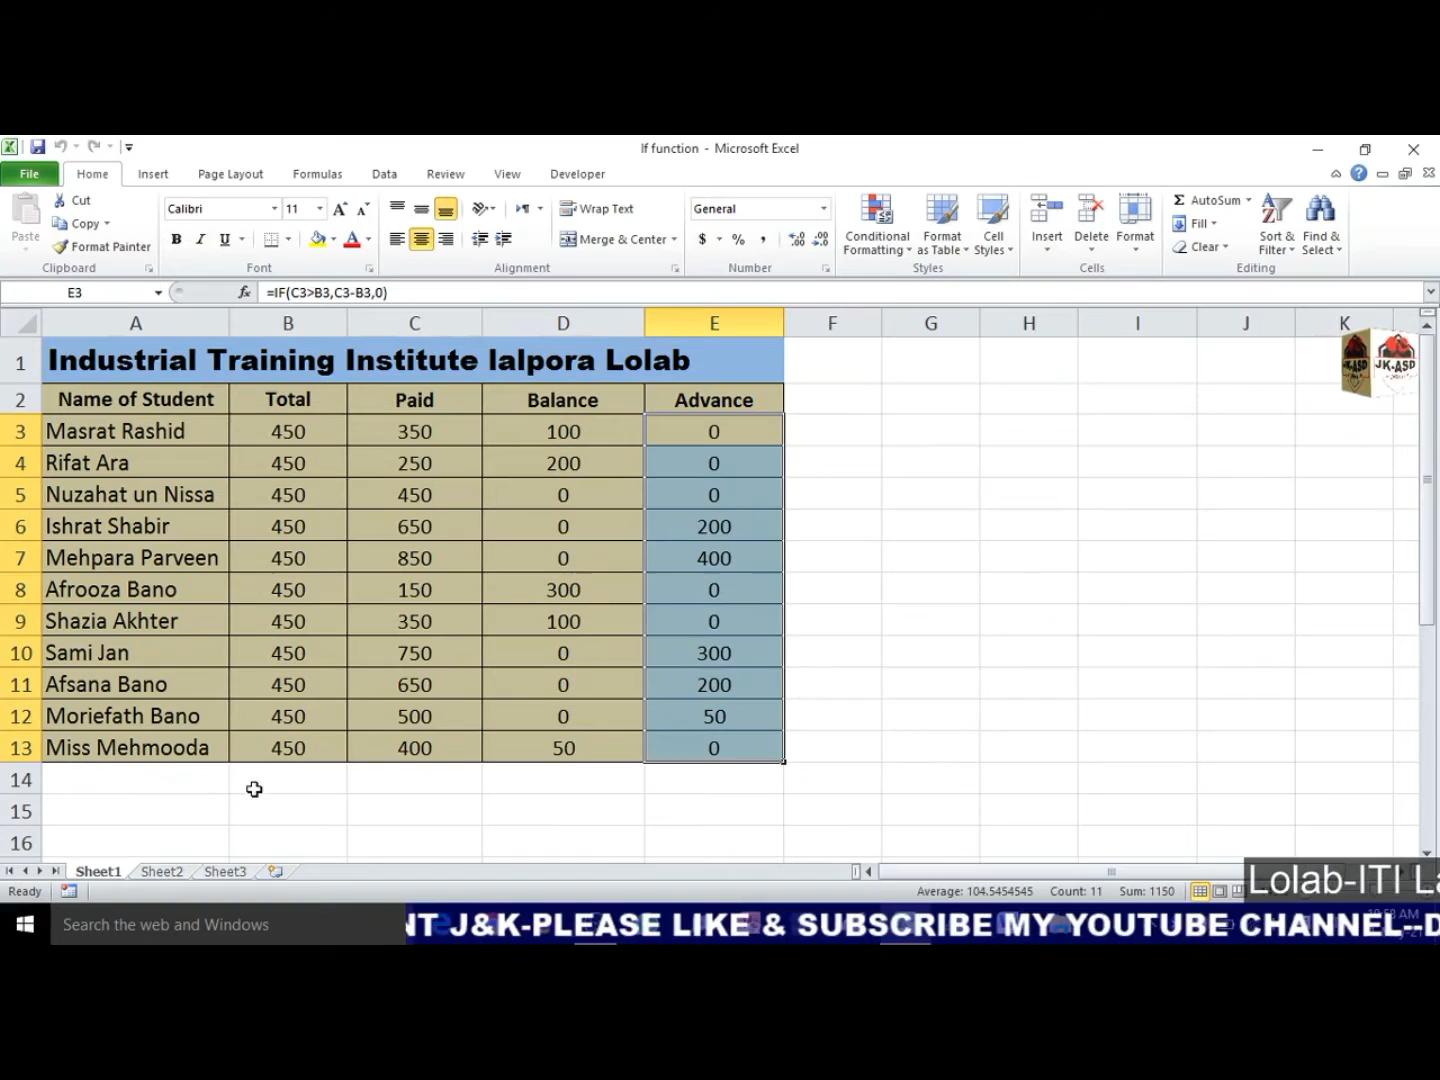 If function - Microsoft Excel
File Home Insert Page Layout Formulas Data Review View Developer
Cut
Copy
Format Painter
Paste
Calibri 11
B I U
Wrap Text
Merge & Center
General
$ % ,
Conditional Formatting
Format as Table
Cell Styles
Insert Delete Format
Σ AutoSum
Fill
Clear
Sort & Filter
Find & Select
Clipboard Font Alignment Number Styles Cells Editing
E3 fx =IF(C3>B3,C3-B3,0)
A B C D E F G H I J K
1 Industrial Training Institute lalpora Lolab
2 Name of Student Total Paid Balance Advance
3 Masrat Rashid 450 350 100 0
4 Rifat Ara 450 250 200 0
5 Nuzahat un Nissa 450 450 0 0
6 Ishrat Shabir 450 650 0 200
7 Mehpara Parveen 450 850 0 400
8 Afrooza Bano 450 150 300 0
9 Shazia Akhter 450 350 100 0
10 Sami Jan 450 750 0 300
11 Afsana Bano 450 650 0 200
12 Moriefath Bano 450 500 0 50
13 Miss Mehmooda 450 400 50 0
14
15
16
JK-ASD JK-ASD
Sheet1 Sheet2 Sheet3
Ready Average: 104.5454545 Count: 11 Sum: 1150
Lolab-ITI La
Search the web and Windows
NT J&K-PLEASE LIKE & SUBSCRIBE MY YOUTUBE CHANNEL--D